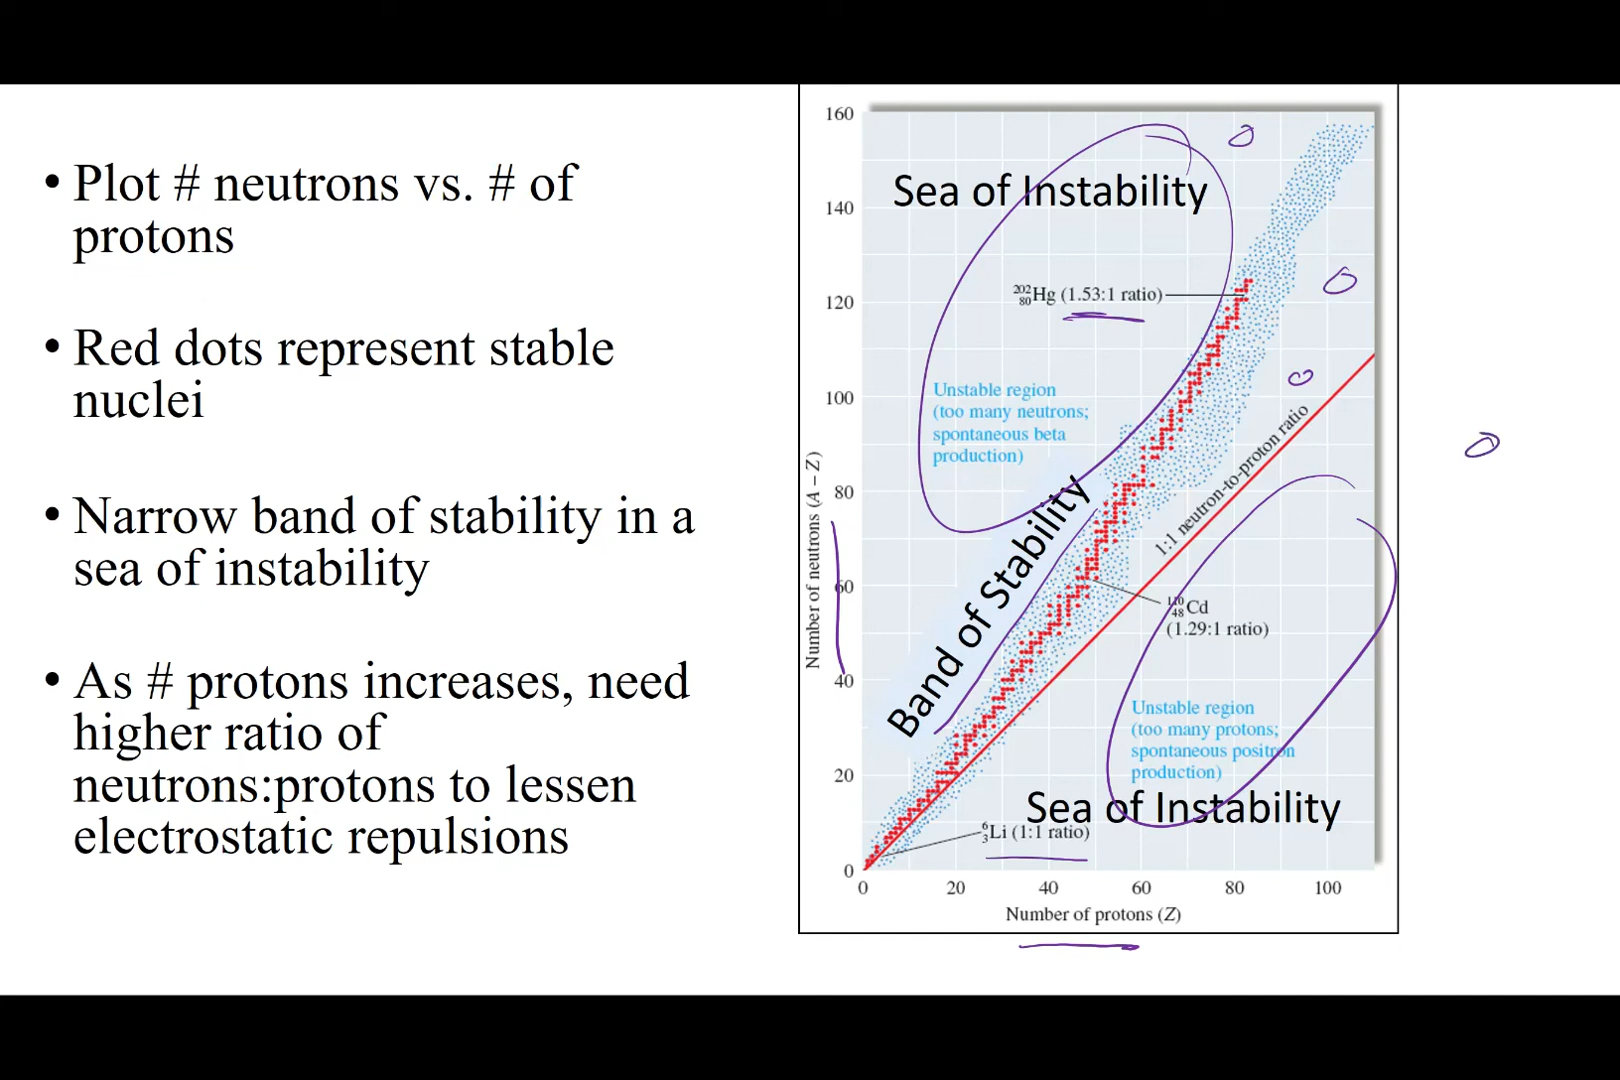 • Plot # neutrons vs. # of
protons
• Red dots represent stable
nuclei
• Narrow band of stability in a
sea of instability
• As # protons increases, need
higher ratio of
neutrons:protons to lessen
electrostatic repulsions
160
140
120
100
80
60
40
20
0
Number of neutrons (A – Z)
Sea of Instability
202
80Hg (1.53:1 ratio)
Unstable region
(too many neutrons;
spontaneous beta
production)
Band of Stability
1:1 neutron-to-proton ratio
110
48Cd
(1.29:1 ratio)
Unstable region
(too many protons;
spontaneous positron
production)
Sea of Instability
6
3Li (1:1 ratio)
0 20 40 60 80 100
Number of protons (Z)